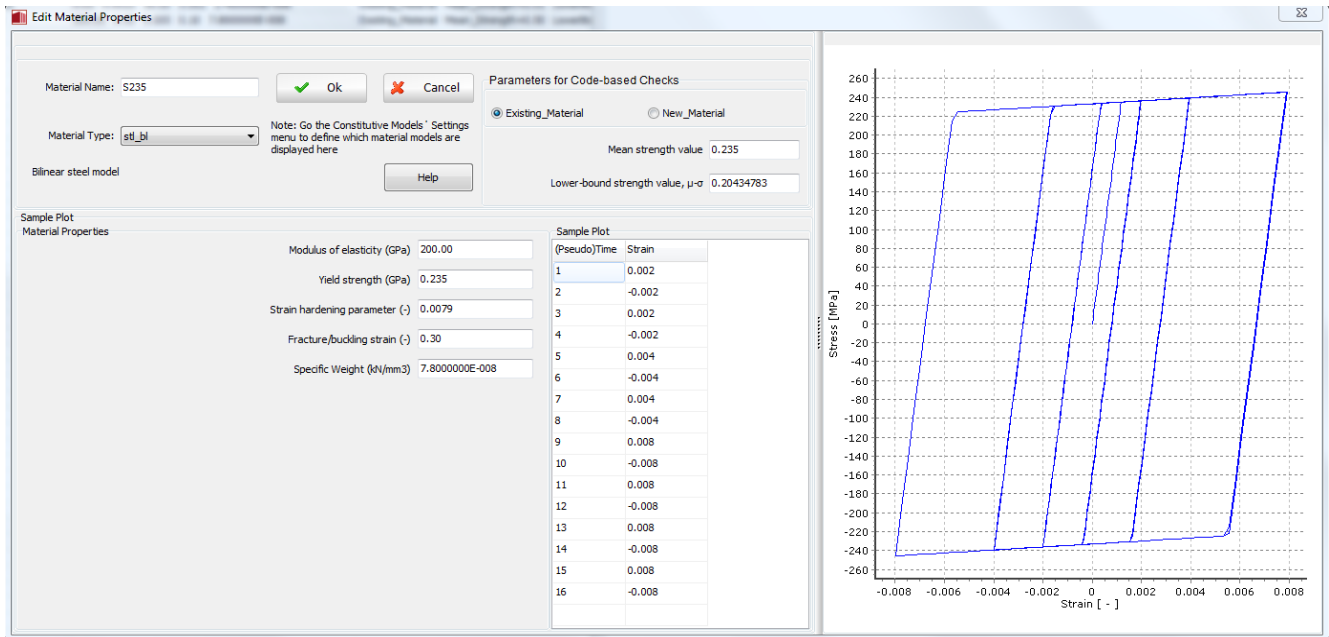 Edit Material Properties
Material Name: S235
Ok
Cancel
Material Type: stl_bl
Note: Go the Constitutive Models` Settings
menu to define which material models are
displayed here
Bilinear steel model
Help
Parameters for Code-based Checks
Existing_Material
New_Material
Mean strength value 0.235
Lower-bound strength value, μ-σ 0.20434783
Sample Plot
Material Properties
Modulus of elasticity (GPa) 200.00
Yield strength (GPa) 0.235
Strain hardening parameter (-) 0.0079
Fracture/buckling strain (-) 0.30
Specific Weight (kN/mm3) 7.8000000E-008
Sample Plot
(Pseudo)Time Strain
1 0.002
2 -0.002
3 0.002
4 -0.002
5 0.004
6 -0.004
7 0.004
8 -0.004
9 0.008
10 -0.008
11 0.008
12 -0.008
13 0.008
14 -0.008
15 0.008
16 -0.008
260
240
220
200
180
160
140
120
100
80
60
40
20
0
-20
-40
-60
-80
-100
-120
-140
-160
-180
-200
-220
-240
-260
Stress [MPa]
-0.008 -0.006 -0.004 -0.002 0 0.002 0.004 0.006 0.008
Strain [ - ]